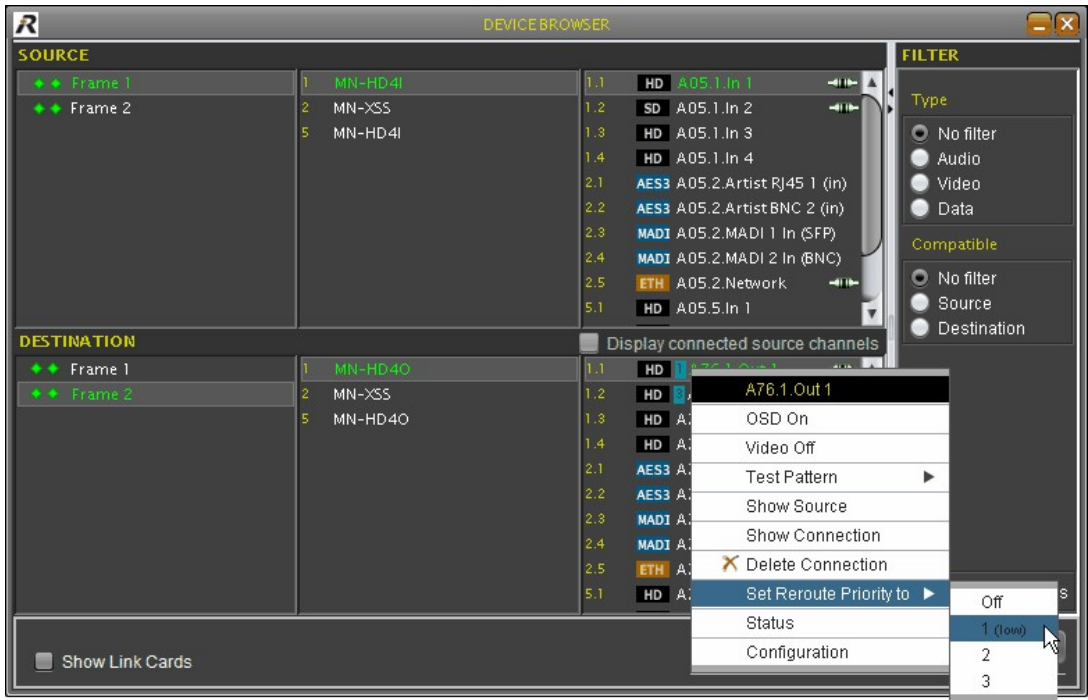 R DEVICE BROWSER
SOURCE
Frame 1
Frame 2
1 MN-HD4I
2 MN-XSS
5 MN-HD4I
1.1 HD A05.1.In 1
1.2 SD A05.1.In 2
1.3 HD A05.1.In 3
1.4 HD A05.1.In 4
2.1 AES3 A05.2.Artist RJ45 1 (in)
2.2 AES3 A05.2.Artist BNC 2 (in)
2.3 MADI A05.2.MADI 1 In (SFP)
2.4 MADI A05.2.MADI 2 In (BNC)
2.5 ETH A05.2.Network
5.1 HD A05.5.In 1
FILTER
Type
No filter
Audio
Video
Data
Compatible
No filter
Source
Destination
DESTINATION
Display connected source channels
Frame 1
Frame 2
1 MN-HD4O
2 MN-XSS
5 MN-HD4O
1.1 HD 1 A76.1.Out 1
1.2 HD 3
1.3 HD
1.4 HD
2.1 AES3
2.2 AES3
2.3 MADI
2.4 MADI
2.5 ETH
5.1 HD
A76.1.Out 1
OSD On
Video Off
Test Pattern
Show Source
Show Connection
Delete Connection
Set Reroute Priority to
Status
Configuration
Off
1 (low)
2
3
Show Link Cards